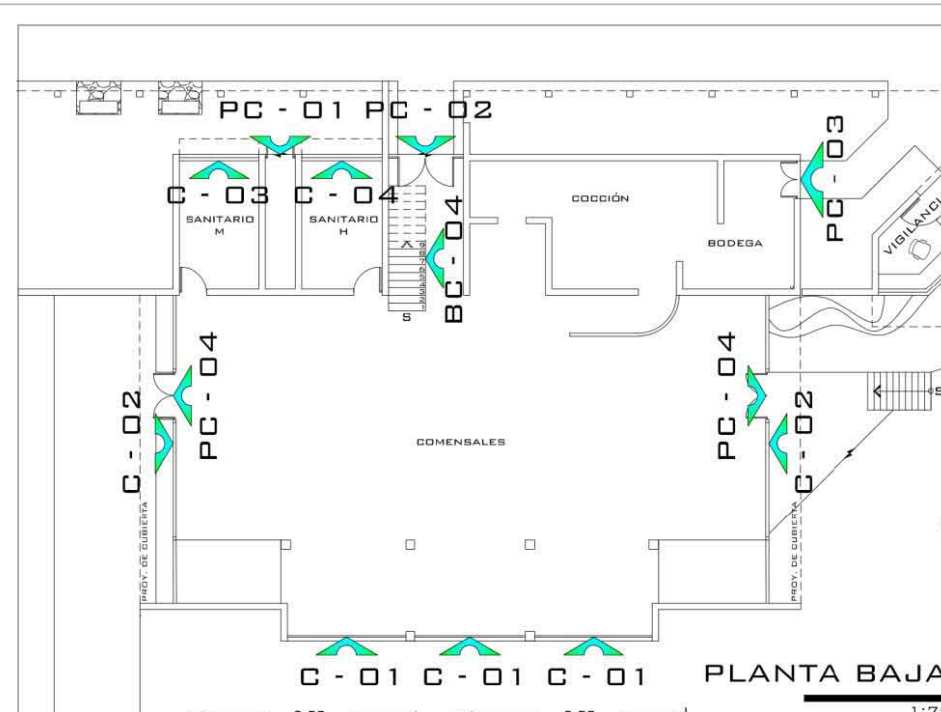 PC - 01 PC - 02
PC - 03
C - 03 C - 04
SANITARIO
M
SANITARIO
H
COCCIÓN
BODEGA
BC - 04
S
C - 02
PC - 04
COMENSALES
PC - 04
C - 02
S
PROY. DE CUBIERTA
PROY. DE CUBIERTA
C - 01 C - 01 C - 01
PLANTA BAJA